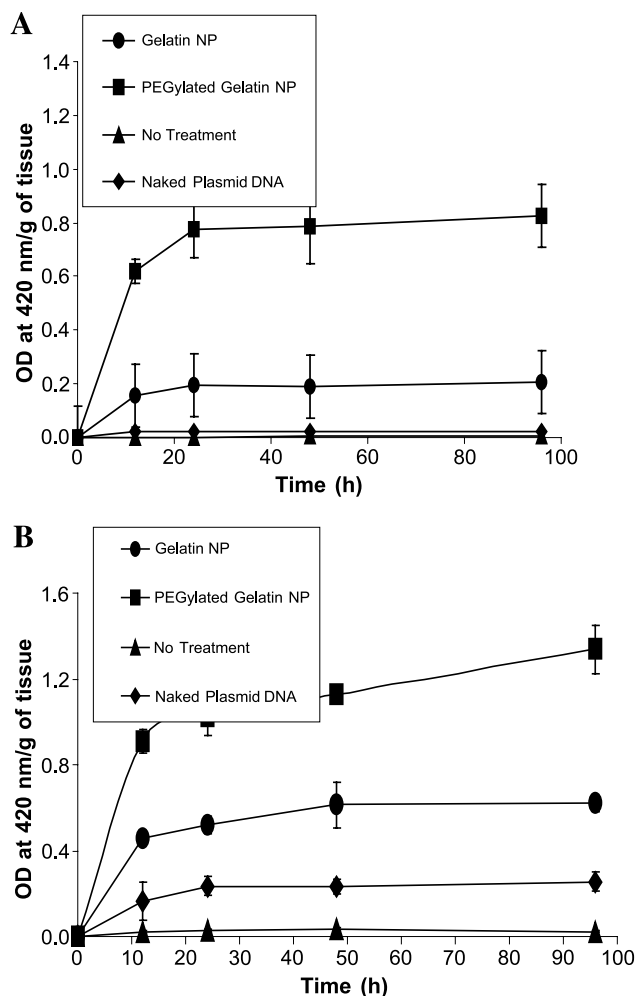 A
Gelatin NP
PEGylated Gelatin NP
No Treatment
Naked Plasmid DNA
OD at 420 nm/g of tissue
1.4
1.2
1.0
0.8
0.6
0.4
0.2
0.0
0 20 40 60 80 100
Time (h)
B
Gelatin NP
PEGylated Gelatin NP
No Treatment
Naked Plasmid DNA
OD at 420 nm/g of tissue
1.6
1.2
0.8
0.4
0.0
0 10 20 30 40 50 60 70 80 90 100
Time (h)